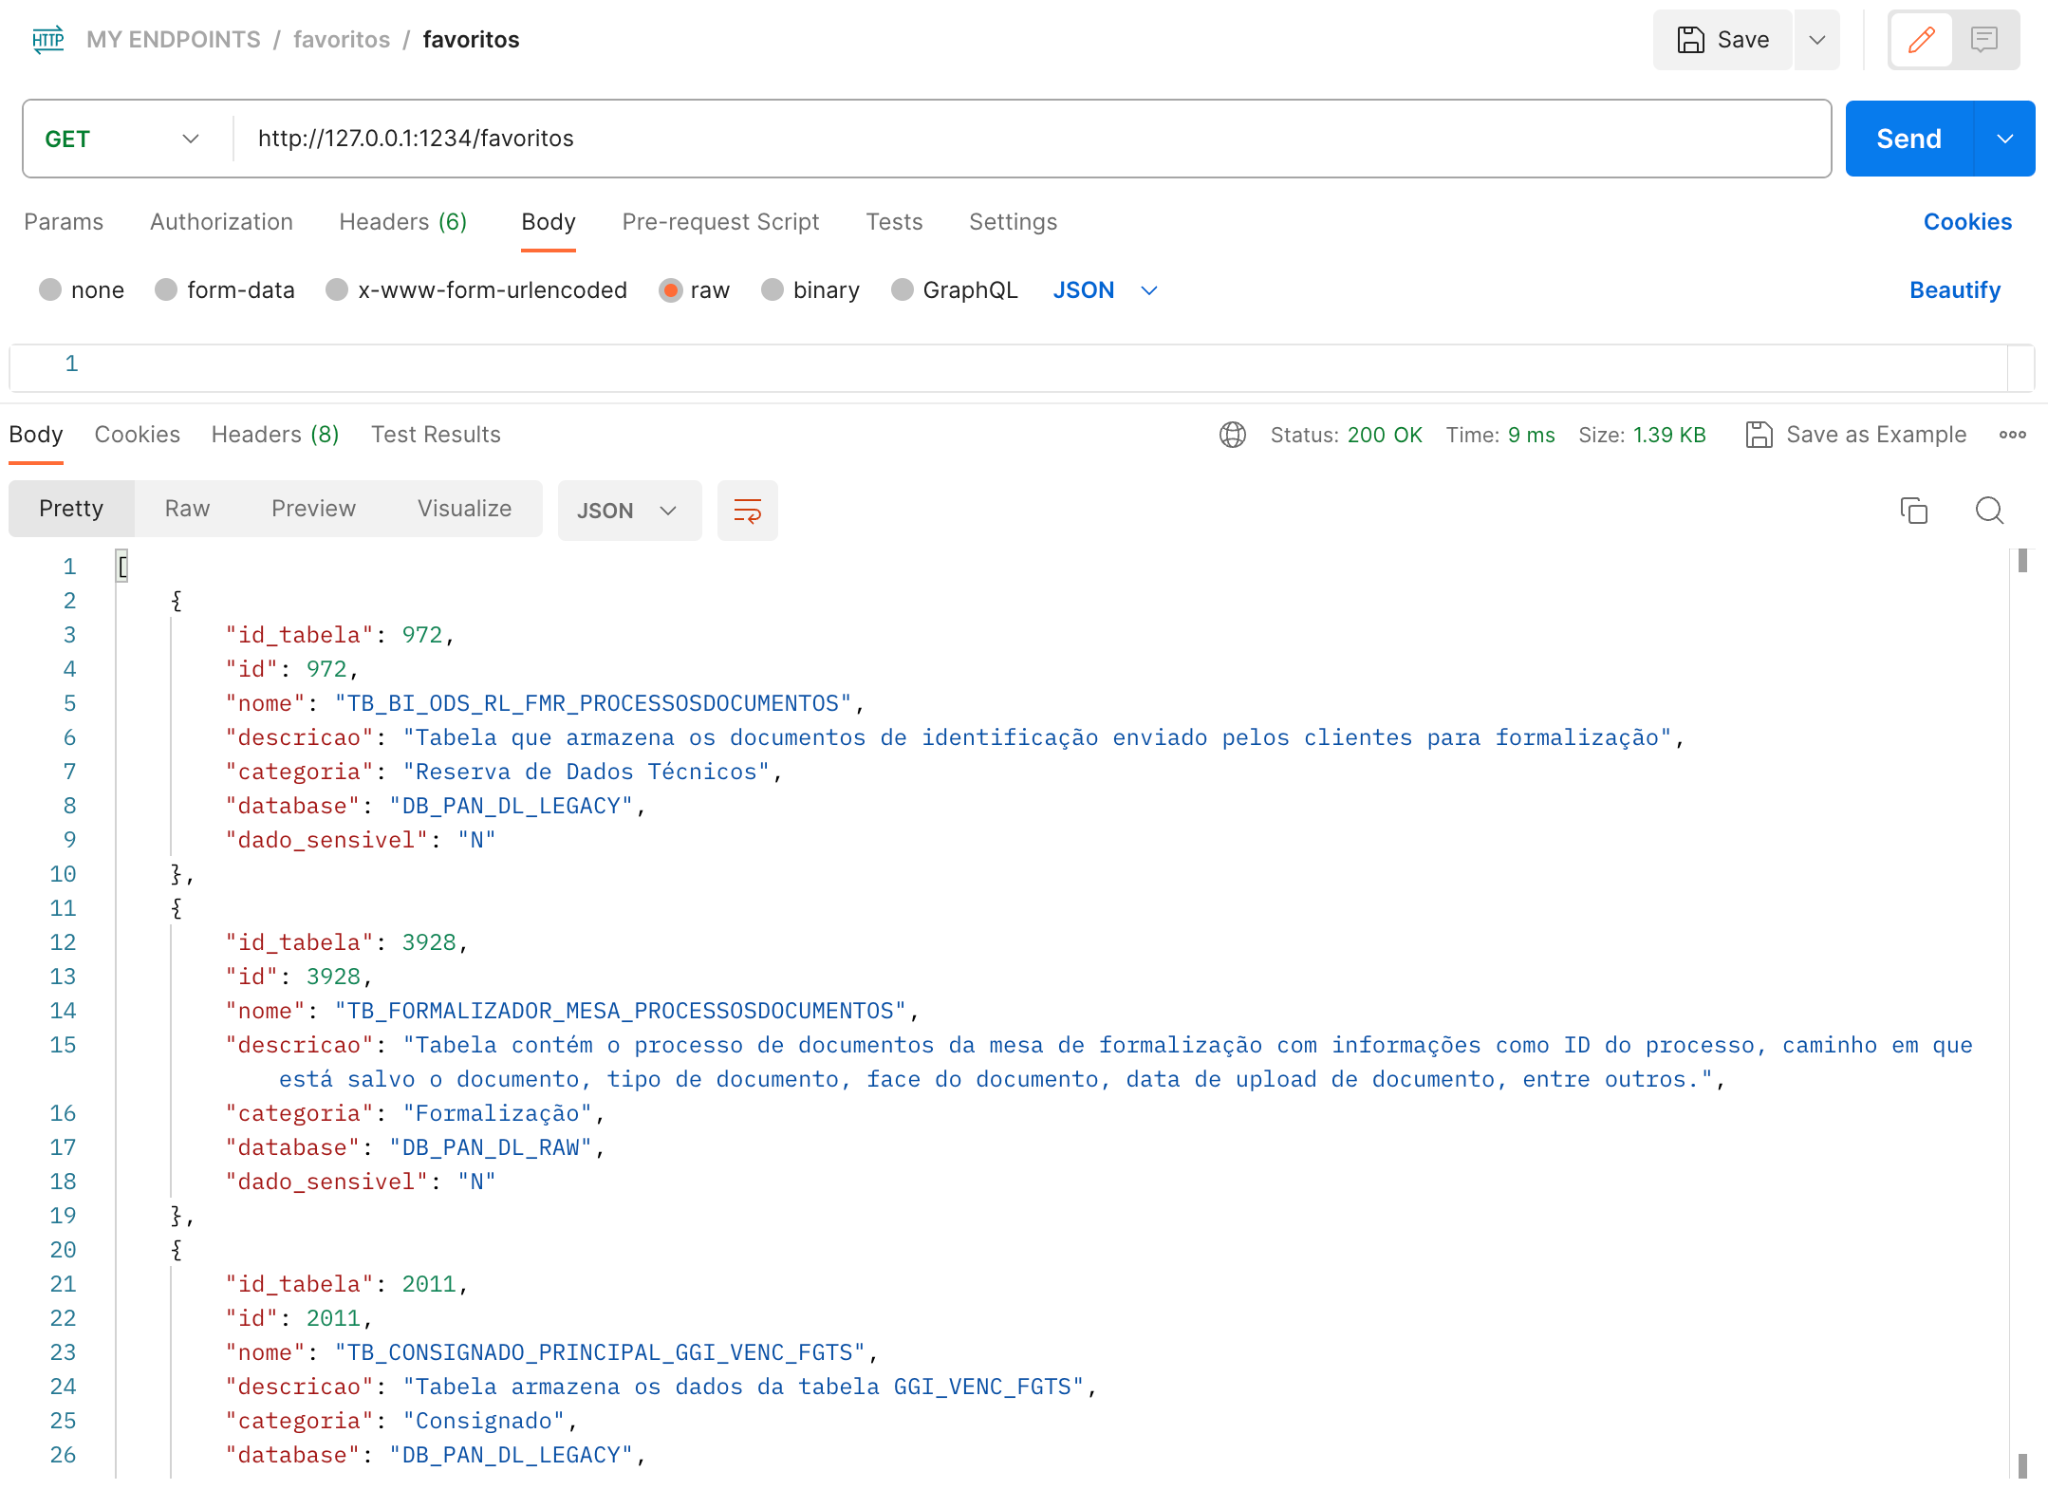 HTTP MY ENDPOINTS / favoritos / favoritos Save
GET http://127.0.0.1:1234/favoritos Send
Params Authorization Headers (6) Body Pre-request Script Tests Settings Cookies
none form-data x-www-form-urlencoded raw binary GraphQL JSON Beautify
1
Body Cookies Headers (8) Test Results Status: 200 OK Time: 9 ms Size: 1.39 KB Save as Example
Pretty Raw Preview Visualize JSON
1 [
2 {
3 "id_tabela": 972,
4 "id": 972,
5 "nome": "TB_BI_ODS_RL_FMR_PROCESSOSDOCUMENTOS",
6 "descricao": "Tabela que armazena os documentos de identificação enviado pelos clientes para formalização",
7 "categoria": "Reserva de Dados Técnicos",
8 "database": "DB_PAN_DL_LEGACY",
9 "dado_sensivel": "N"
10 },
11 {
12 "id_tabela": 3928,
13 "id": 3928,
14 "nome": "TB_FORMALIZADOR_MESA_PROCESSOSDOCUMENTOS",
15 "descricao": "Tabela contém o processo de documentos da mesa de formalização com informações como ID do processo, caminho em que
está salvo o documento, tipo de documento, face do documento, data de upload de documento, entre outros.",
16 "categoria": "Formalização",
17 "database": "DB_PAN_DL_RAW",
18 "dado_sensivel": "N"
19 },
20 {
21 "id_tabela": 2011,
22 "id": 2011,
23 "nome": "TB_CONSIGNADO_PRINCIPAL_GGI_VENC_FGTS",
24 "descricao": "Tabela armazena os dados da tabela GGI_VENC_FGTS",
25 "categoria": "Consignado",
26 "database": "DB_PAN_DL_LEGACY",